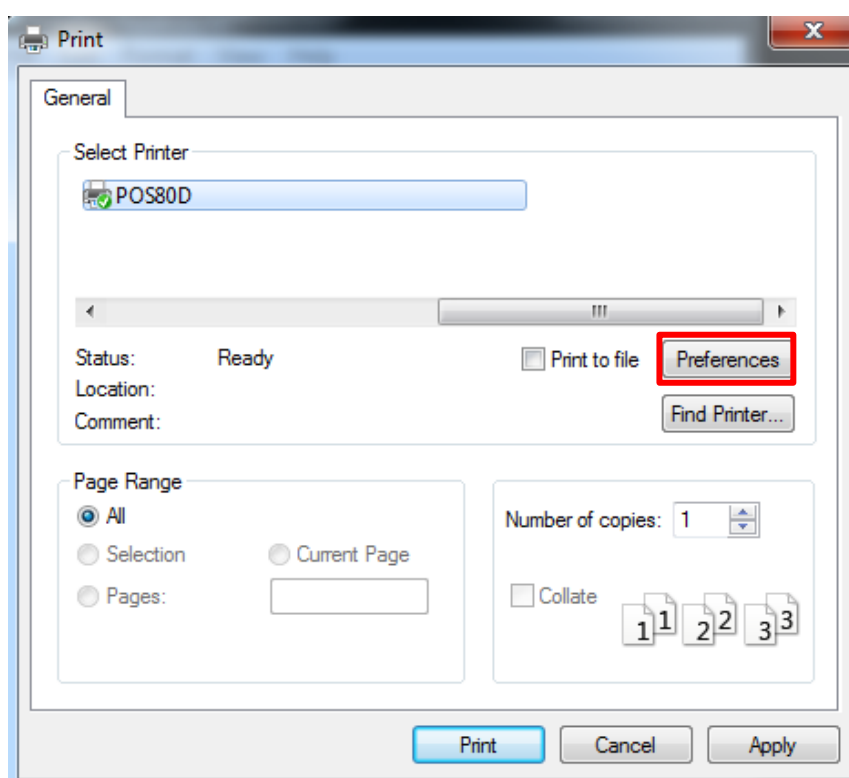 Print
X
General
Select Printer
POS80D
Status: Ready
Print to file
Preferences
Location:
Comment:
Find Printer...
Page Range
All
Selection
Current Page
Pages:
Number of copies: 1
Collate
1 1 2 2 3 3
Print
Cancel
Apply